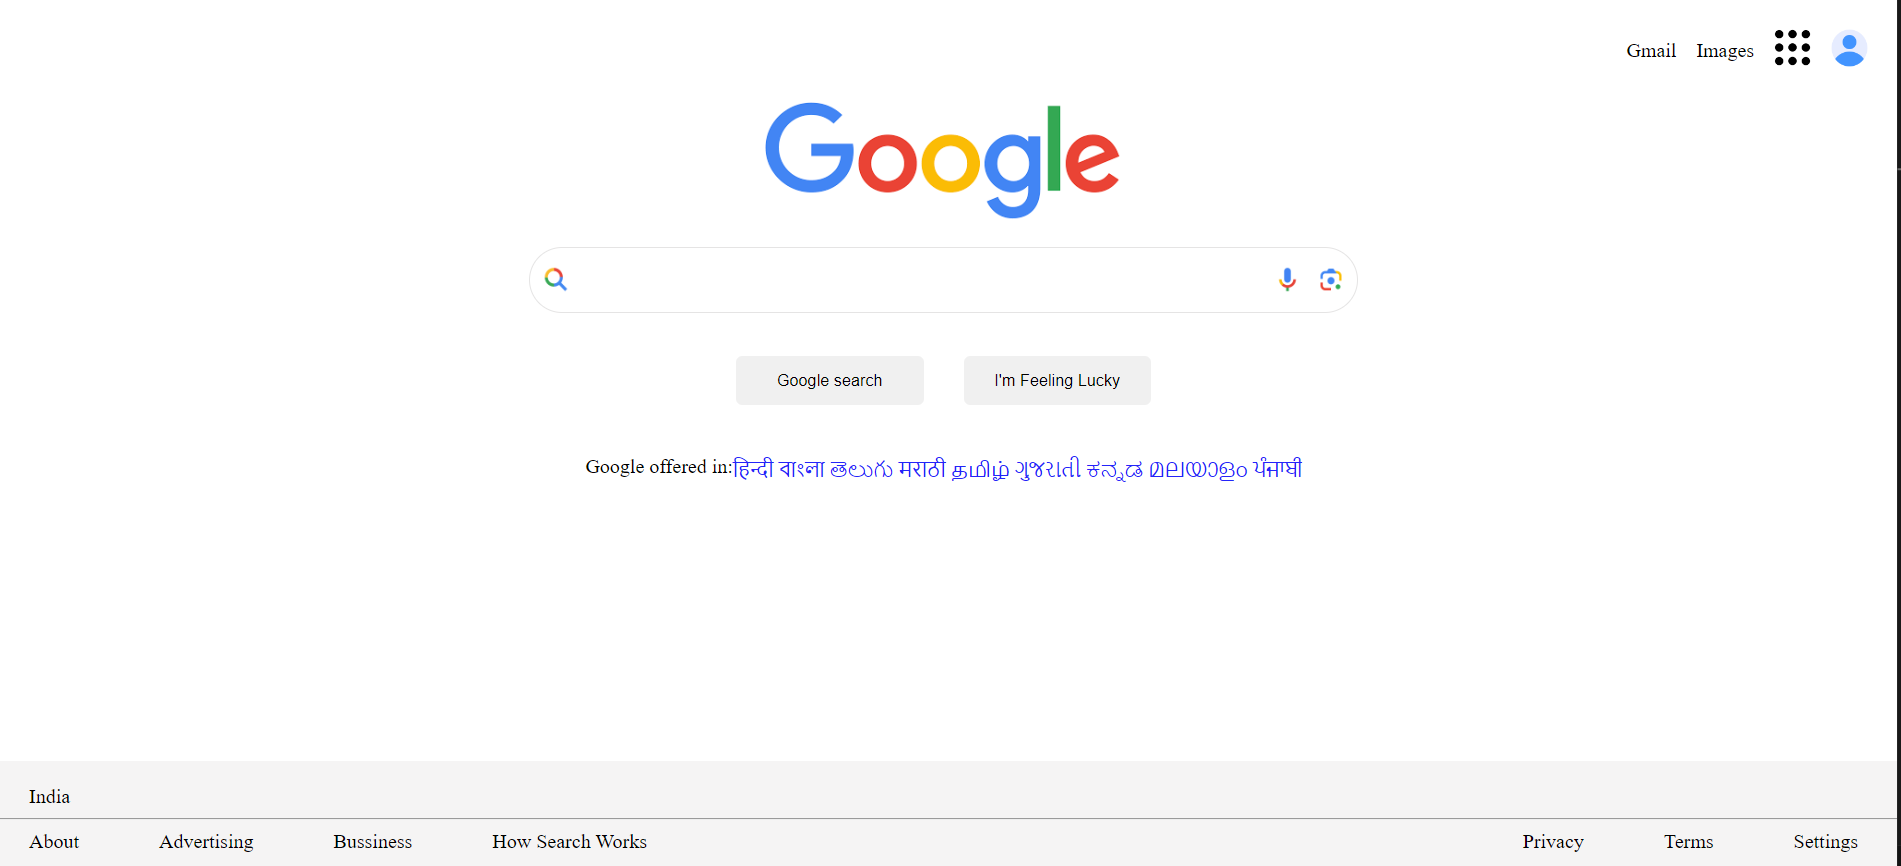 Gmail Images
Google
Google search I'm Feeling Lucky
Google offered in:हिन्दी বাংলা తెలుగు मराठी தமிழ் ગુજરાતી ಕನ್ನಡ മലയാളം ਪੰਜਾਬੀ
India
About Advertising Bussiness How Search Works Privacy Terms Settings